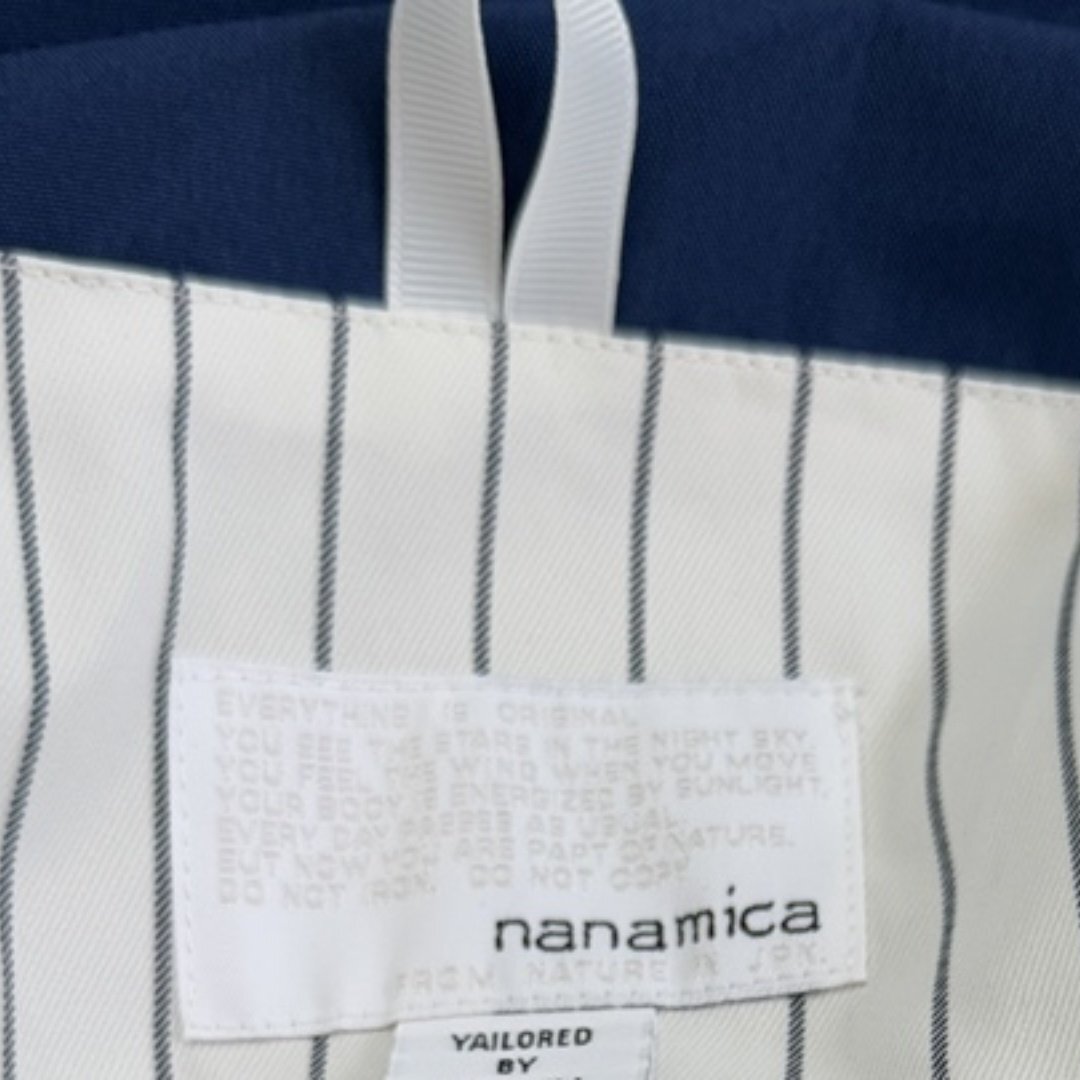 EVERYTHING IS ORIGINAL
YOU SEE THE STARS IN THE NIGHT SKY.
YOU FEEL THE WIND WHEN YOU MOVE
YOUR BODY IS ENERGIZED BY SUNLIGHT.
EVERY DAY AS USUAL
BUT NOW YOU ARE PART OF NATURE.
DO NOT IRON. DO NOT COPY
nanamica
FROM NATURE IN JPN.
YAILORED
BY